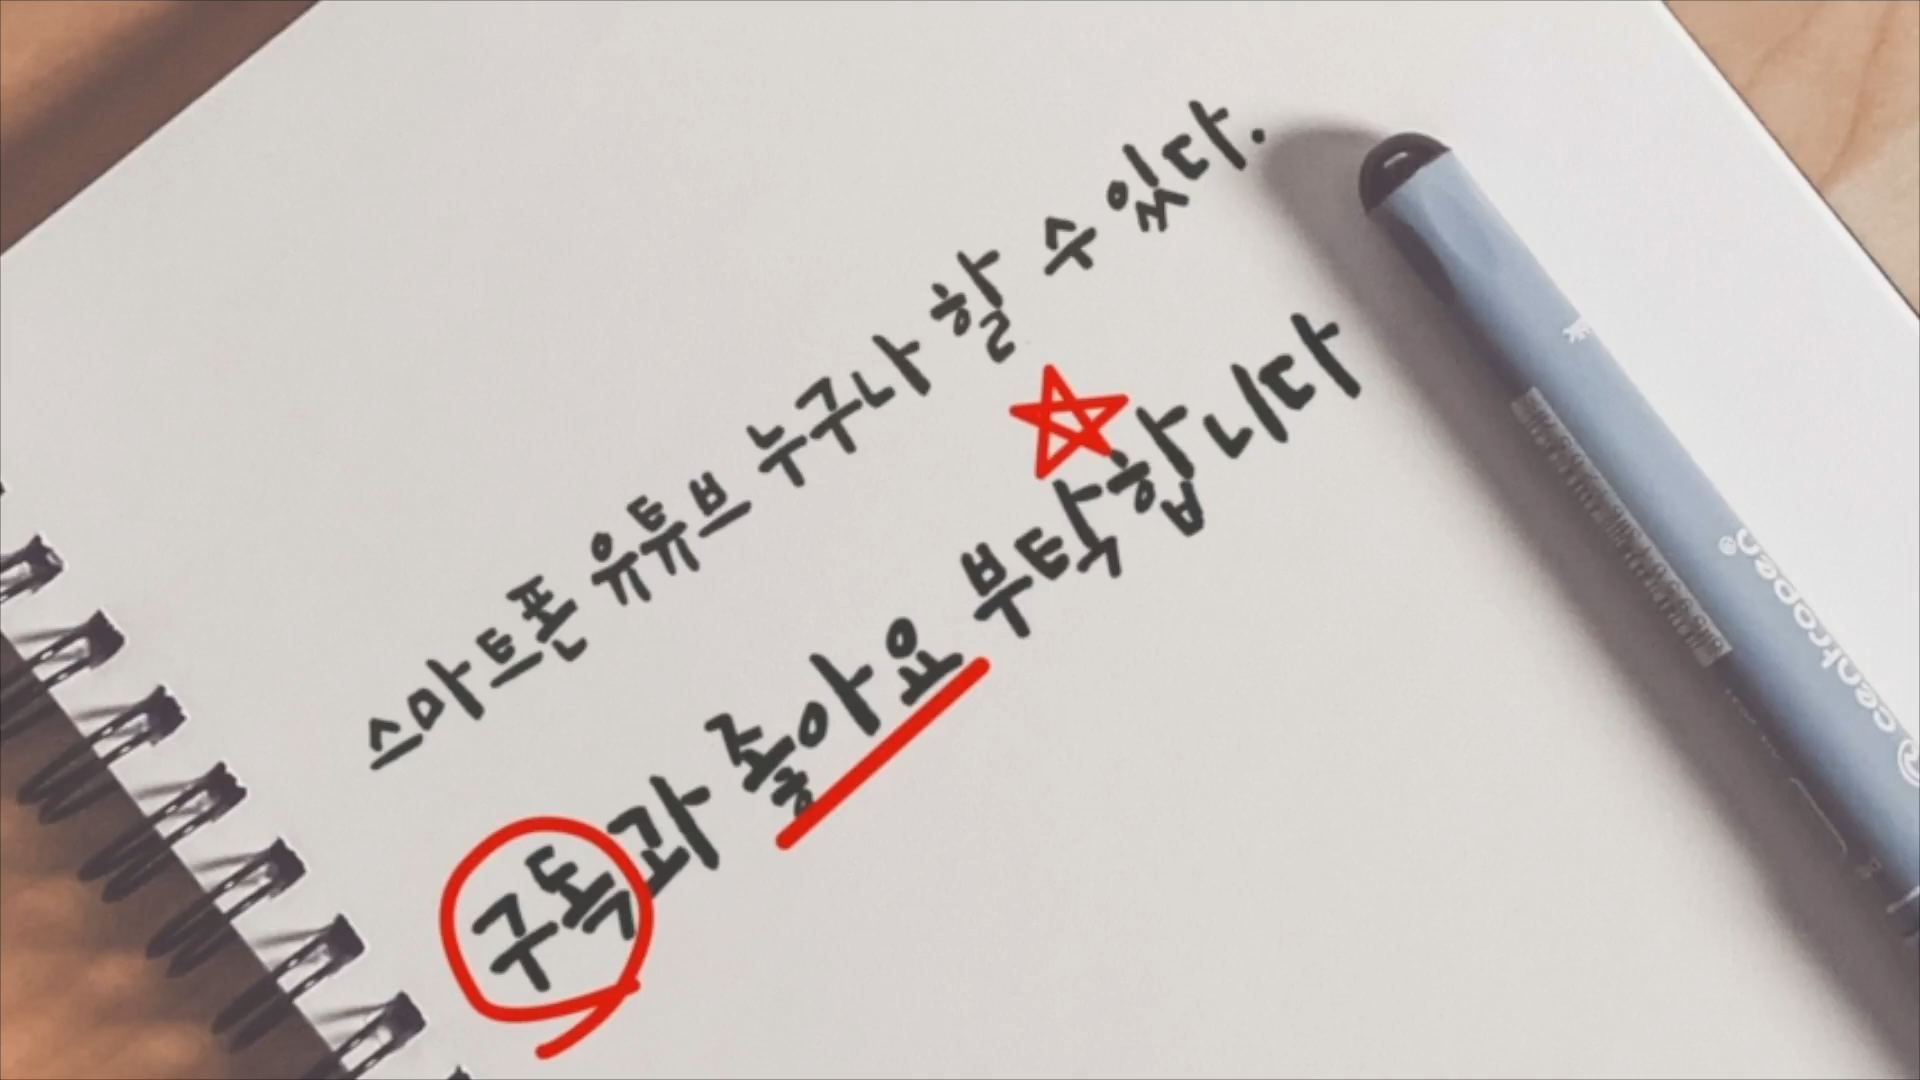 스마트폰 유튜브 누구나 할 수 있다.
구독과 좋아요 부탁합니다
centropen